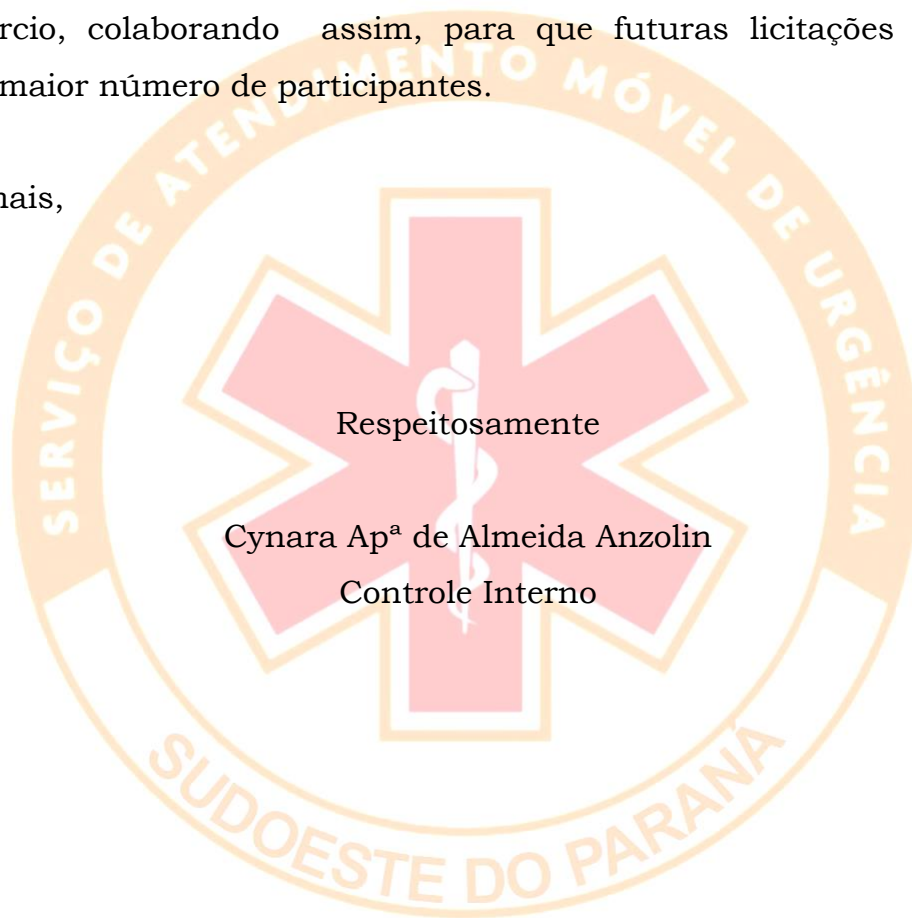 rcio, colaborando assim, para que futuras licitações
maior número de participantes.
nais,
Respeitosamente
Cynara Apª de Almeida Anzolin
Controle Interno
SERVIÇO DE ATENDIMENTO MÓVEL DE URGÊNCIA
SUDOESTE DO PARANÁ